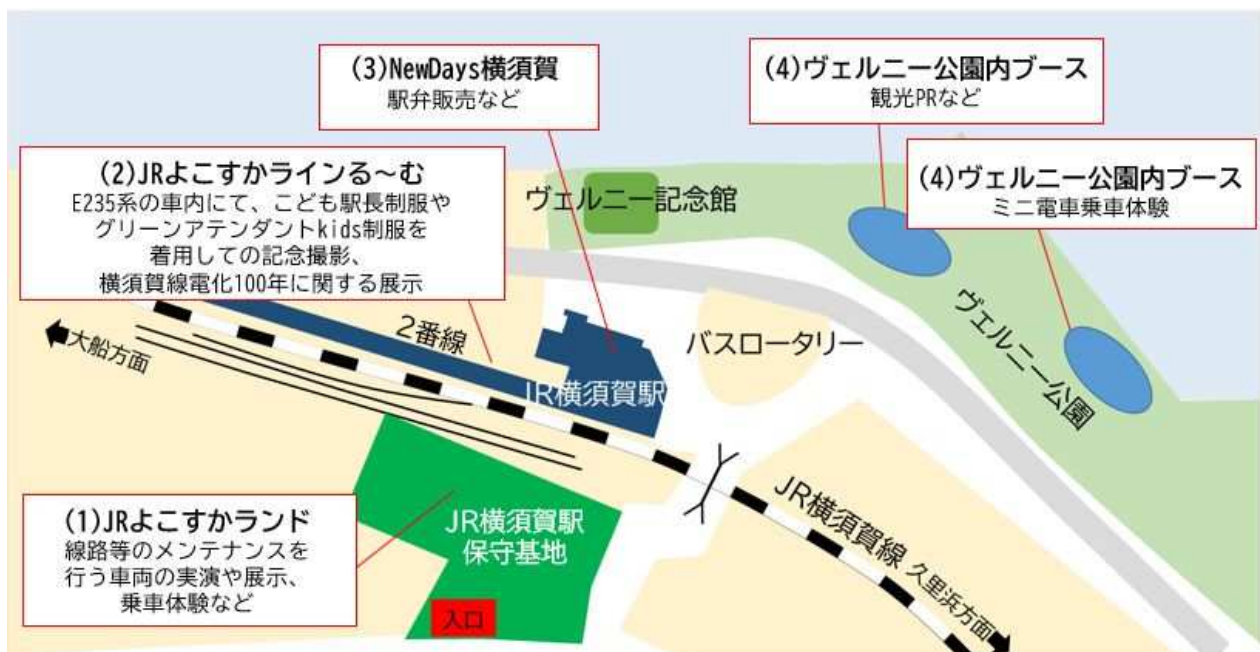 (3)NewDays横須賀
駅弁販売など
(4)ヴェルニー公園内ブース
観光PRなど
(2)JRよこすかラインる～む
E235系の車内にて、こども駅長制服や
グリーンアテンダントkids制服を
着用しての記念撮影、
横須賀線電化100年に関する展示
(4)ヴェルニー公園内ブース
ミニ電車乗車体験
ヴェルニー記念館
ヴェルニー公園
2番線
大船方面
バスロータリー
JR横須賀駅
(1)JRよこすかランド
線路等のメンテナンスを
行う車両の実演や展示、
乗車体験など
JR横須賀駅
保守基地
入口
JR横須賀線
久里浜方面